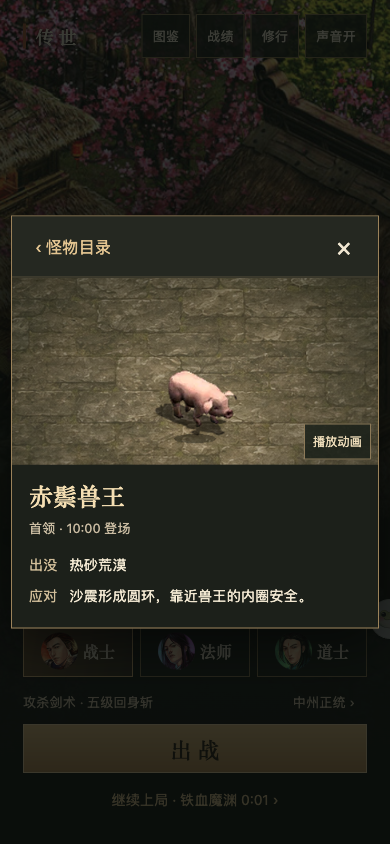 传世
图鉴 战绩 修行 声音开
‹ 怪物目录 ×
播放动画
赤鬃兽王
首领 · 10:00 登场
出没 热砂荒漠
应对 沙震形成圆环，靠近兽王的内圈安全。
战士 法师 道士
攻杀剑术 · 五级回身斩 中州正统 ›
出战
继续上局 · 铁血魔渊 0:01 ›